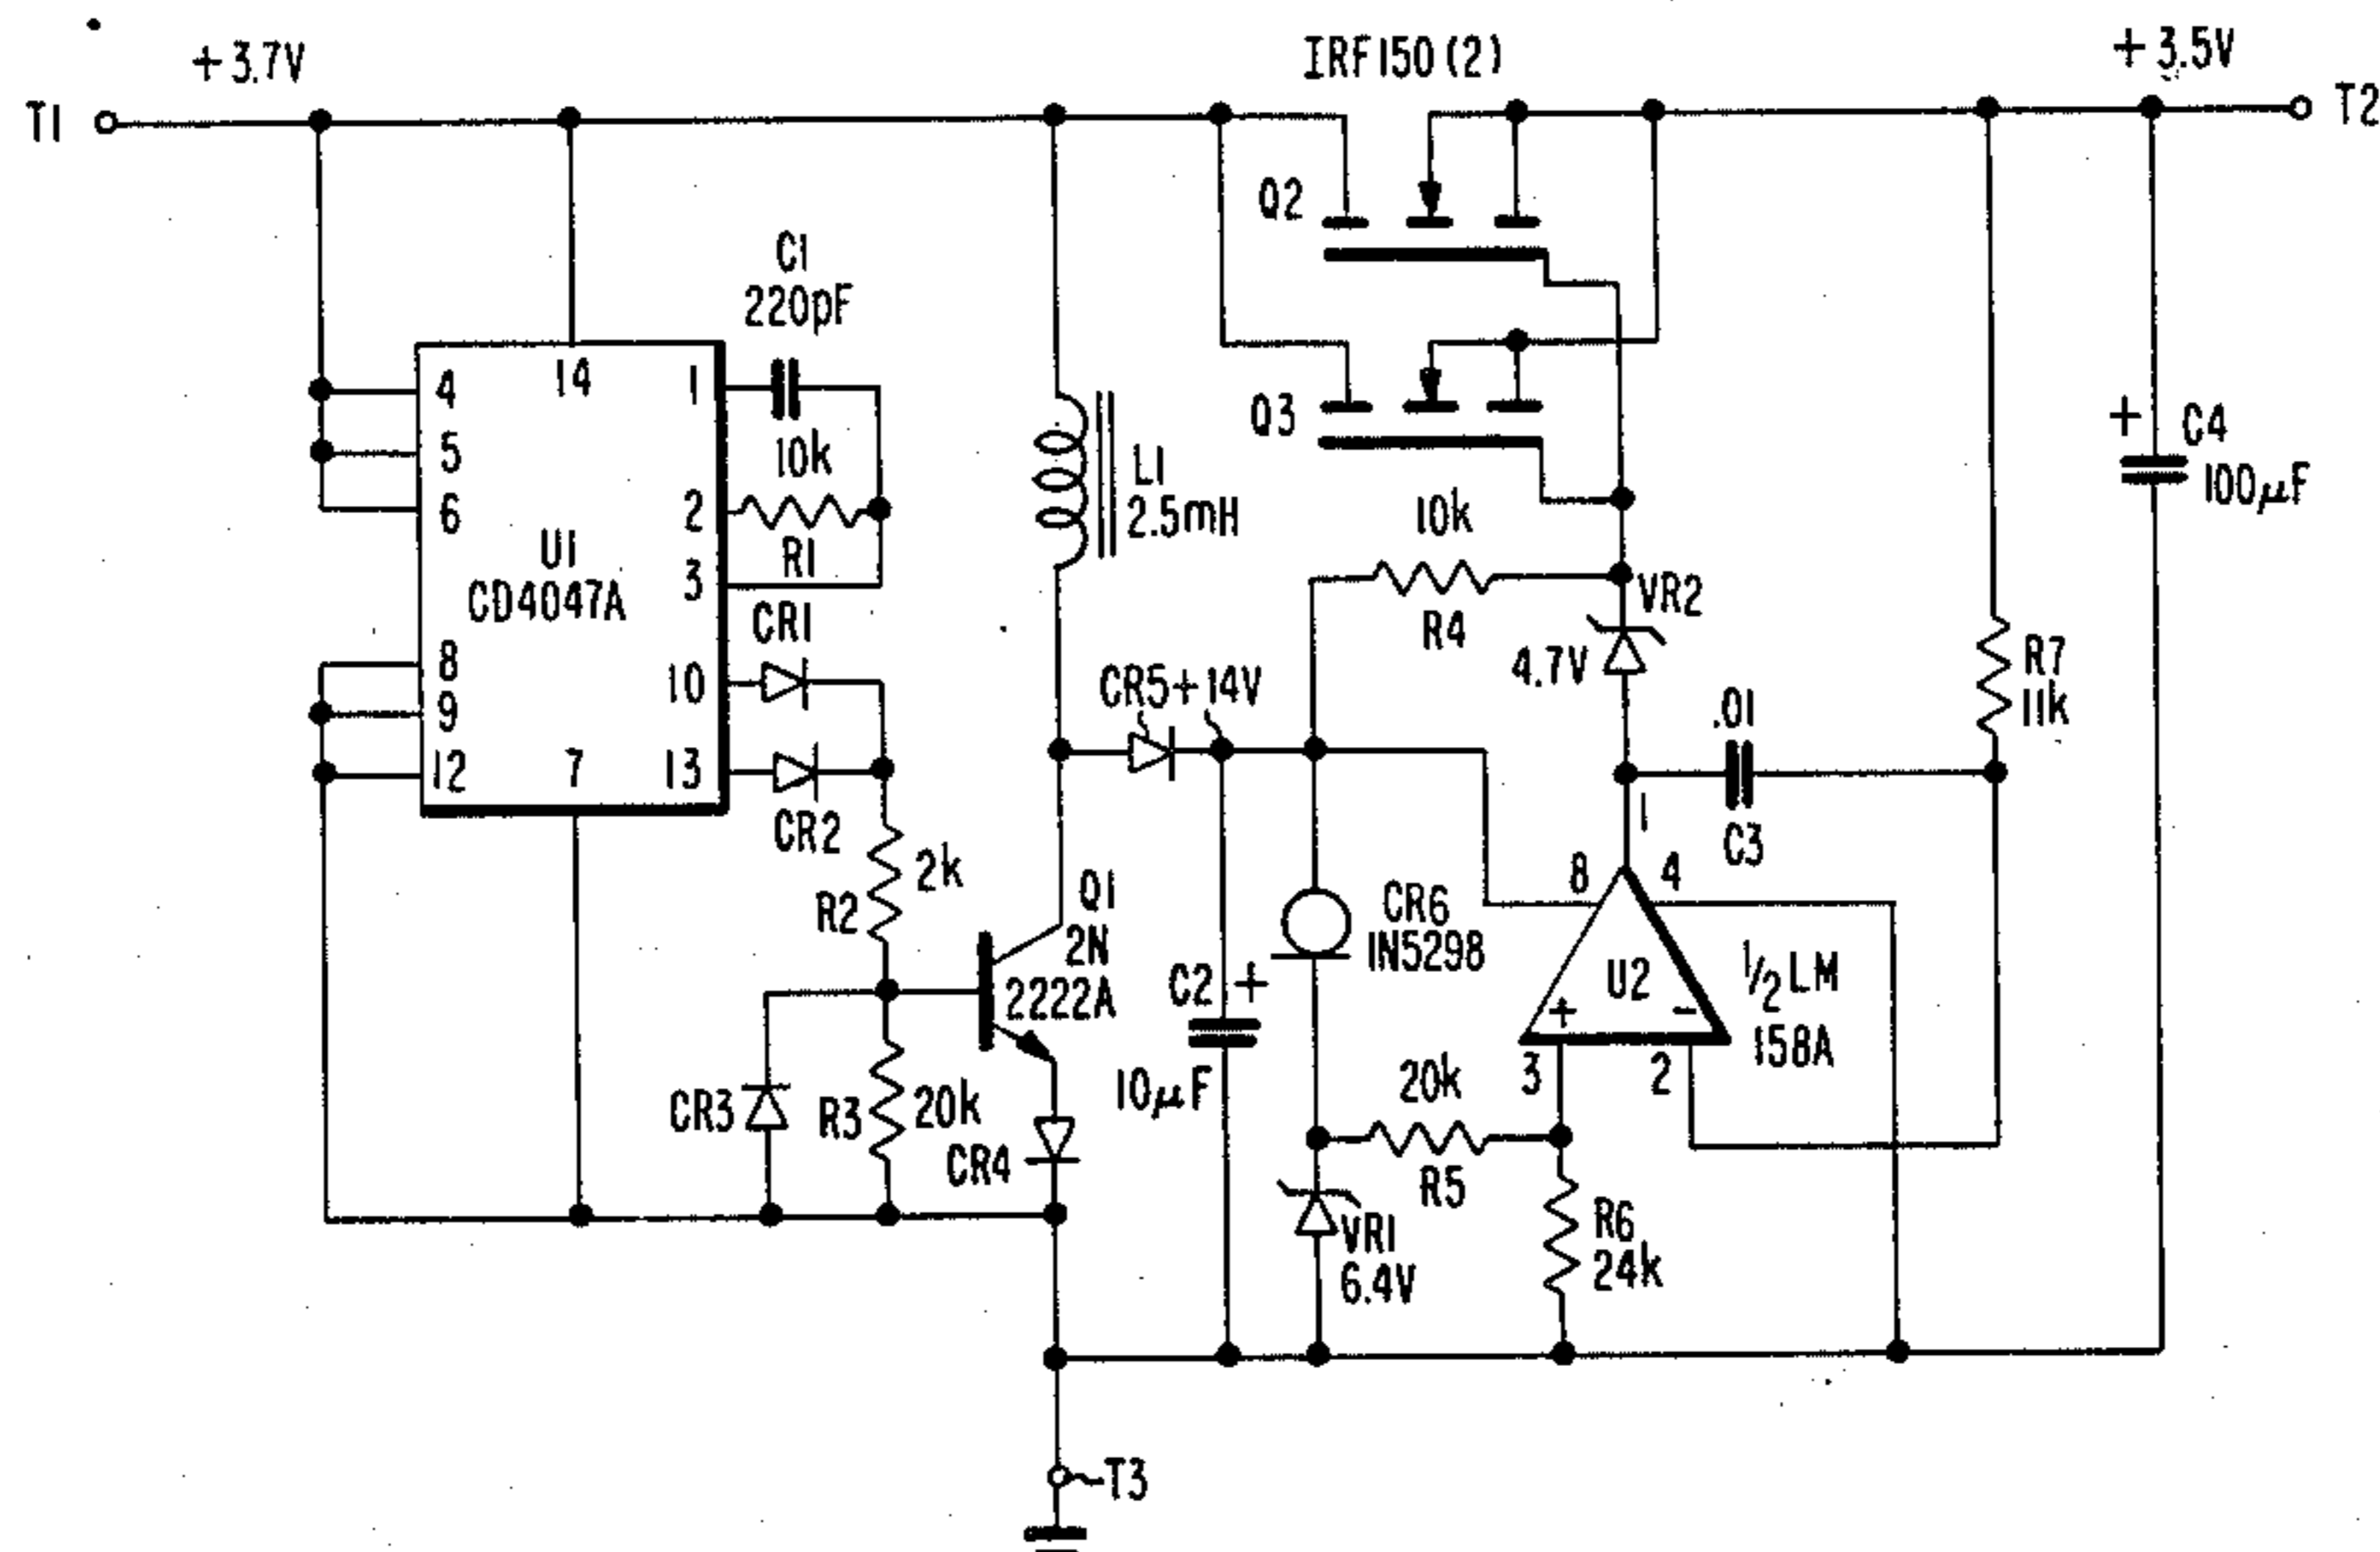 +3.7V
IRF150(2)
+3.5V
T1
T2
Q2
C1
220pF
4
14
1
5
10k
Q3
L1
2.5mH
+ C4
100μF
6
2
R1
U1
CD4047A
3
10k
R4
VR2
4.7V
CR1
8
10
CR5
+14V
.01
C3
R7
11k
9
12
7
13
CR2
2k
R2
Q1
2N
2222A
C2 +
10μF
CR6
IN5298
1
8
4
U2
+ -
½LM
158A
3
2
CR3
R3
20k
CR4
20k
R5
VR1
6.4V
R6
24k
T3